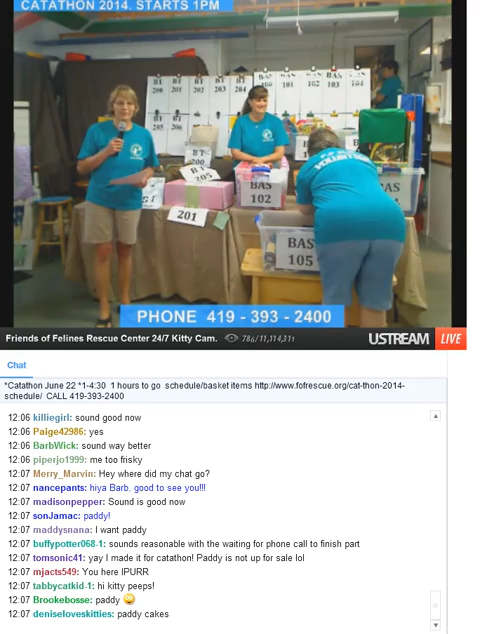 CATATHON 2014. STARTS 1PM
BT 200
BT 201
BT 202
BT 203
BT 204
BAS 101
BAS 102
BAS 103
BT 205
BT 206
BT 200
BT 205
201
BAS 102
BAS 105
VOLUNTEER
PHONE 419 - 393 - 2400
Friends of Felines Rescue Center 24/7 Kitty Cam.
USTREAM LIVE
Chat
*Catathon June 22 *1-4:30 1 hours to go schedule/basket items http://www.fofrescue.org/cat-thon-2014-
schedule/ CALL 419-393-2400
12:06 killiegirl: sound good now
12:06 Paige42986: yes
12:06 BarbWick: sound way better
12:06 piperjo1999: me too frisky
12:07 Merry_Marvin: Hey where did my chat go?
12:07 nancepants: hiya Barb, good to see you!!!
12:07 madisonpepper: Sound is good now
12:07 sonJamac: paddy!
12:07 maddysnana: I want paddy
12:07 buffypotter068-1: sounds reasonable with the waiting for phone call to finish part
12:07 tomsonic41: yay I made it for catathon! Paddy is not up for sale lol
12:07 mjacts549: You here IPURR
12:07 tabbycatkid-1: hi kitty peeps!
12:07 Brookebosse: paddy
12:07 deniseloveskitties: paddy cakes